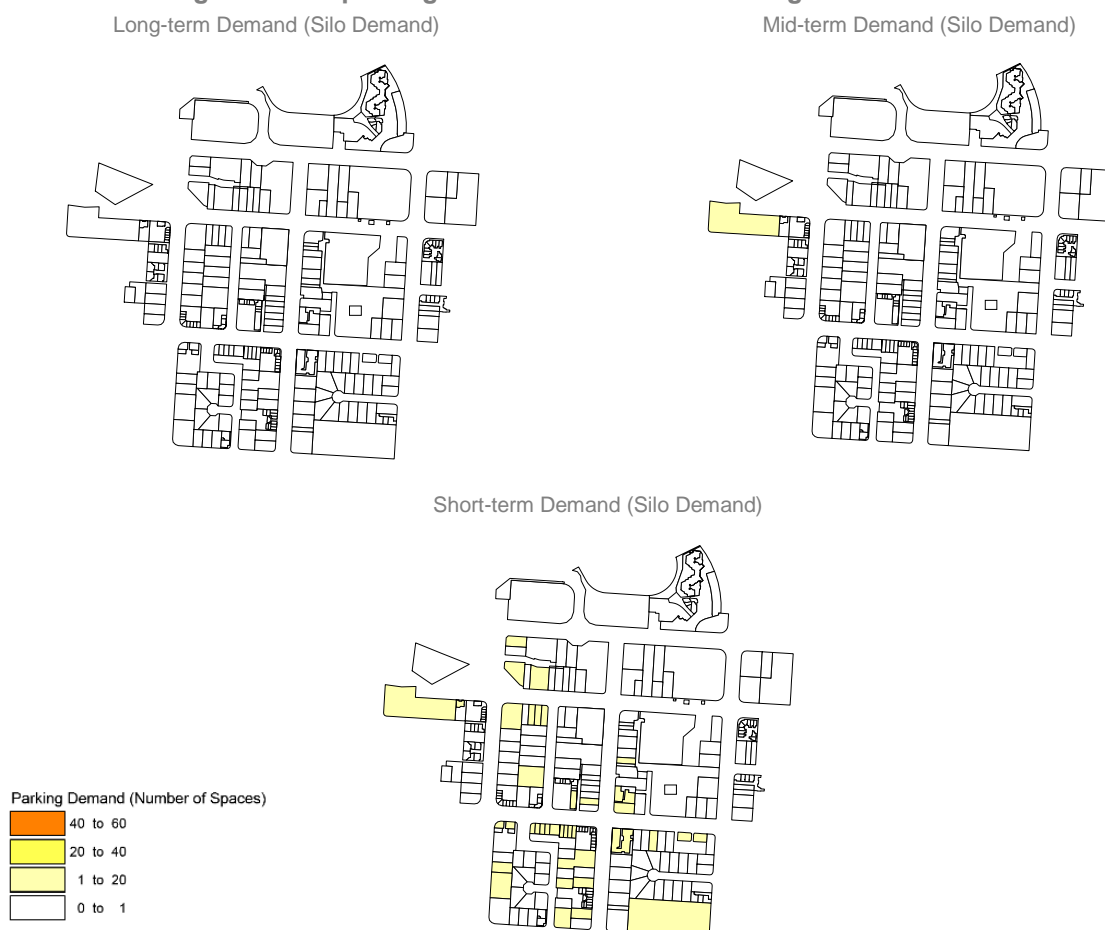 Long-term Demand (Silo Demand)
Mid-term Demand (Silo Demand)
Short-term Demand (Silo Demand)
Parking Demand (Number of Spaces)
40 to 60
20 to 40
1 to 20
0 to 1